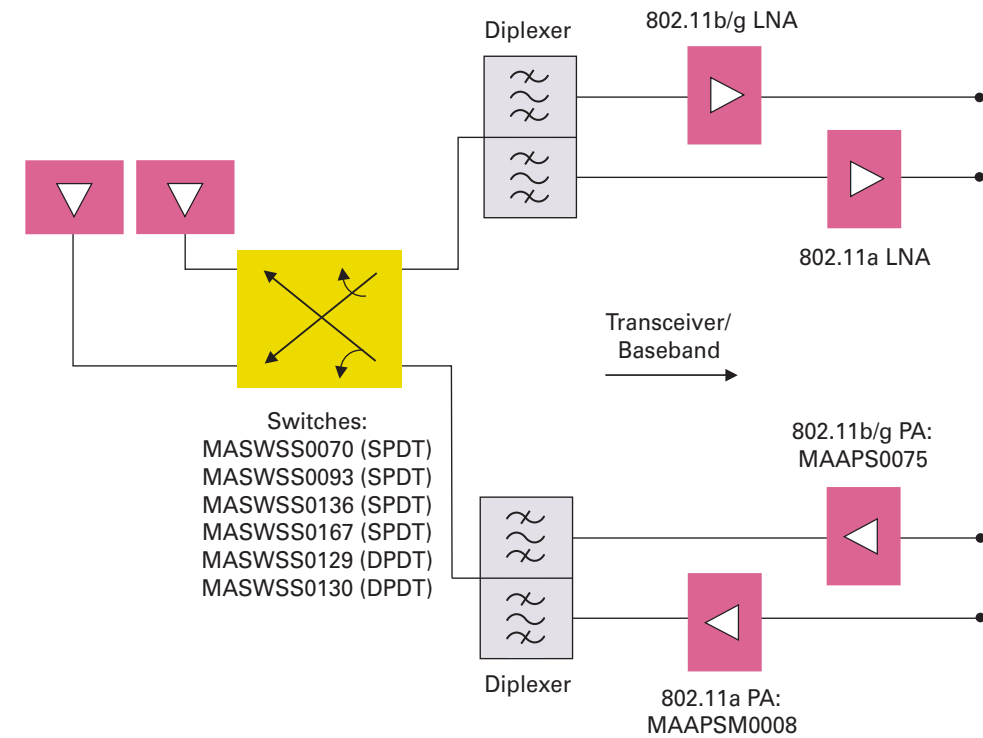 Diplexer
802.11b/g LNA
802.11a LNA
Transceiver/
Baseband
Switches:
MASWSS0070 (SPDT)
MASWSS0093 (SPDT)
MASWSS0136 (SPDT)
MASWSS0167 (SPDT)
MASWSS0129 (DPDT)
MASWSS0130 (DPDT)
802.11b/g PA:
MAAPS0075
Diplexer
802.11a PA:
MAAPSM0008